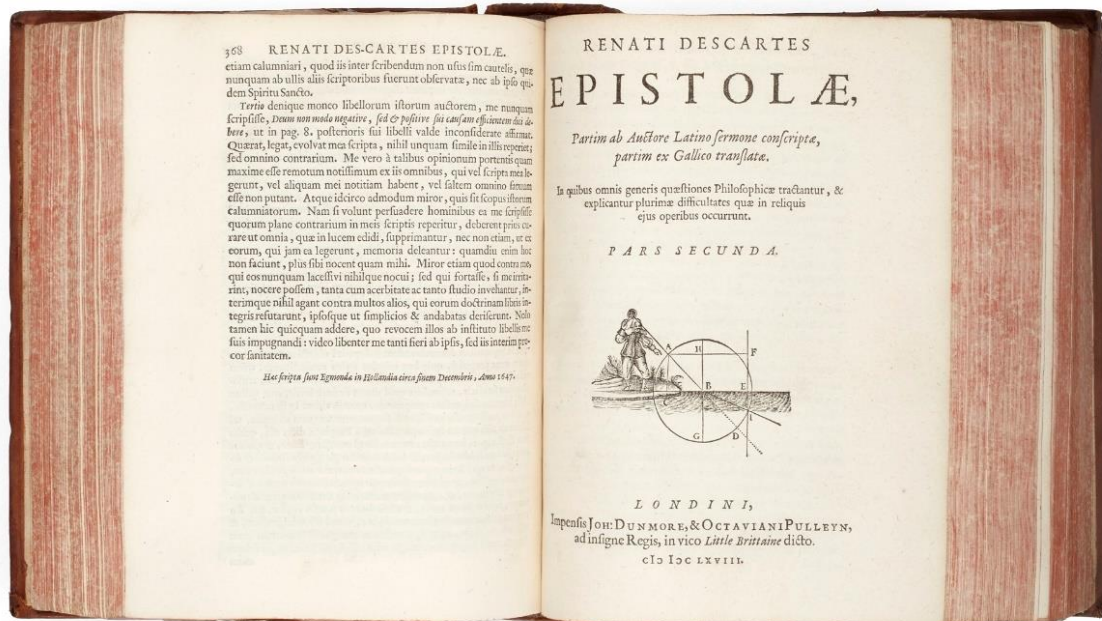 368 RENATI DES-CARTES EPISTOLÆ.
etiam calumniari, quod iis inter ſcribendum non uſus ſim cautelis, quæ
nunquam ab ullis aliis ſcriptoribus fuerunt obſervatæ, nec ab ipſo qui-
dem Spiritu Sancto.
Tertio denique moneo libellorum iſtorum auctorem, me nunquam
ſcripſiſſe, Deum non modo negative, ſed & poſitive ſui cauſam efficientem dici de-
bere, ut in pag. 8. poſterioris ſui libelli valde inconſiderate affirmat.
Quærat, legat, evolvat mea ſcripta, nihil unquam ſimile in illis reperiet;
ſed omnino contrarium. Me vero à talibus opinionum portentis quam
maxime eſſe remotum notiſſimum ex iis omnibus, qui vel ſcripta mea le-
gerunt, vel aliquam mei notitiam habent, vel ſaltem omnino fatuum
eſſe non putant. Atque idcirco admodum miror, quis ſit ſcopus iſtorum
calumniatorum. Nam ſi volunt perſuadere hominibus ea me ſcripſiſſe
quorum plane contrarium in meis ſcriptis reperitur, deberent prius cu-
rare ut omnia, quæ in lucem edidi, ſupprimantur, nec non etiam, ut ex
eorum, qui jam ea legerunt, memoria deleantur: quamdiu enim hoc
non faciunt, plus ſibi nocent quam mihi. Miror etiam quod contra me,
qui eos nunquam laceſſivi nihilque nocui; ſed qui fortaſſe, ſi me irrita-
rint, nocere poſſem, tanta cum acerbitate ac tanto ſtudio invehantur, in-
terimque nihil agant contra multos alios, qui eorum doctrinam libris in-
tegris refutarunt, ipſoſque ut ſimplicios & andabatas deriſerunt. Nolo
tamen hic quicquam addere, quo revocem illos ab inſtituto libellis me
ſuis impugnandi: video libenter me tanti fieri ab ipſis, ſed iis interim pre-
cor ſanitatem.
Hæc ſcripta ſunt Egmondæ in Hollandia circa finem Decembris, Anno 1647.
RENATI DESCARTES
EPISTOLÆ,
Partim ab Auctore Latino ſermone conſcriptæ,
partim ex Gallico tranſlatæ.
In quibus omnis generis quæſtiones Philoſophicæ tractantur, &
explicantur plurimæ difficultates quæ in reliquis
ejus operibus occurrunt.
PARS SECUNDA.
A H F
C B E
I
G D
LONDINI,
Impenſis JOH: DUNMORE, & OCTAVIANI PULLEYN,
ad inſigne Regis, in vico Little Brittaine dicto.
cIɔ Iɔc LXVIII.